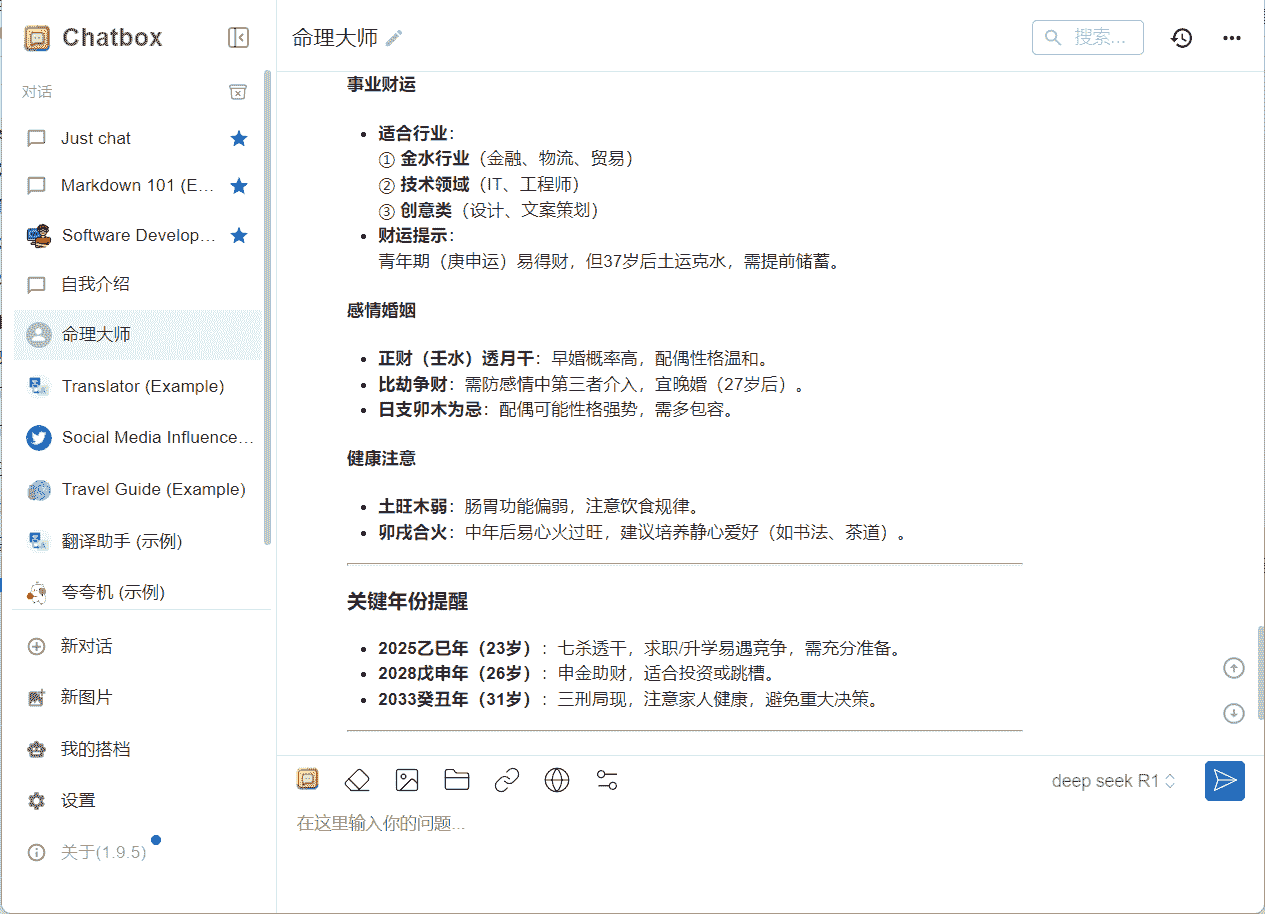 Chatbox
对话
Just chat
Markdown 101 (E...
Software Develop...
自我介绍
命理大师
Translator (Example)
Social Media Influence...
Travel Guide (Example)
翻译助手 (示例)
夸夸机 (示例)
新对话
新图片
我的搭档
设置
关于(1.9.5)
命理大师
搜索...
事业财运
适合行业：
① 金水行业（金融、物流、贸易）
② 技术领域（IT、工程师）
③ 创意类（设计、文案策划）
财运提示：
青年期（庚申运）易得财，但37岁后土运克水，需提前储蓄。
感情婚姻
正财（壬水）透月干：早婚概率高，配偶性格温和。
比劫争财：需防感情中第三者介入，宜晚婚（27岁后）。
日支卯木为忌：配偶可能性格强势，需多包容。
健康注意
土旺木弱：肠胃功能偏弱，注意饮食规律。
卯戌合火：中年后易心火过旺，建议培养静心爱好（如书法、茶道）。
关键年份提醒
2025乙巳年（23岁）：七杀透干，求职/升学易遇竞争，需充分准备。
2028戊申年（26岁）：申金助财，适合投资或跳槽。
2033癸丑年（31岁）：三刑局现，注意家人健康，避免重大决策。
deep seek R1
在这里输入你的问题...